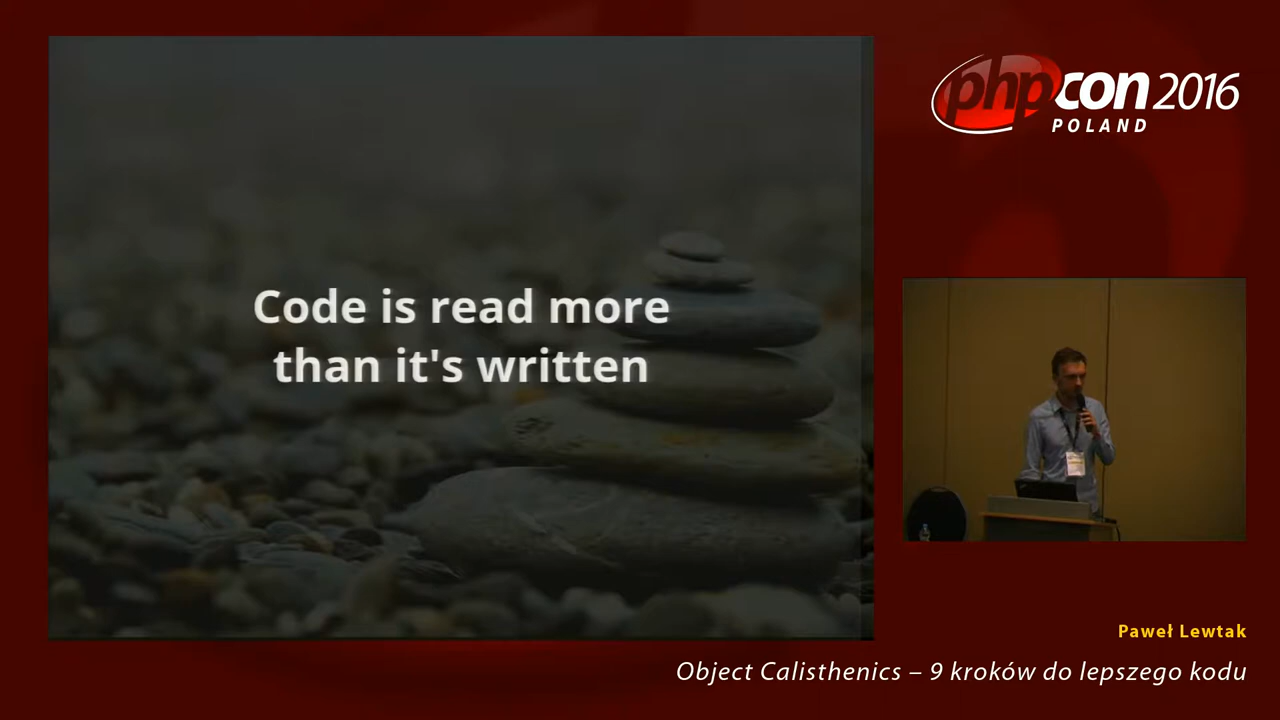 Code is read more
than it's written
phpcon 2016
POLAND
Paweł Lewtak
Object Calisthenics – 9 kroków do lepszego kodu